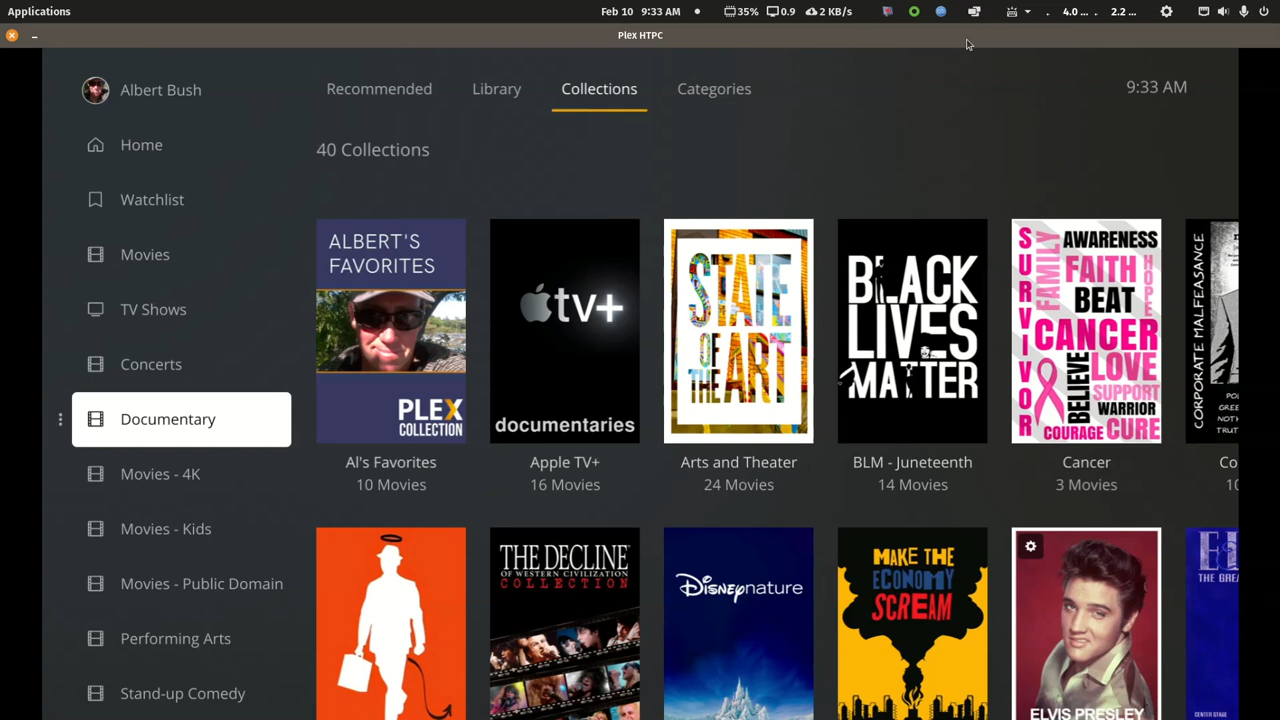 Applications
Feb 10 9:33 AM
35% 0.9 2 KB/s
4.0 ... 2.2 ...
Plex HTPC
Albert Bush
Home
Watchlist
Movies
TV Shows
Concerts
Documentary
Movies - 4K
Movies - Kids
Movies - Public Domain
Performing Arts
Stand-up Comedy
Recommended Library Collections Categories
9:33 AM
40 Collections
ALBERT'S
FAVORITES
PLEX
COLLECTION
Al's Favorites
10 Movies
tv+
documentaries
Apple TV+
16 Movies
STATE
OF
THE ART
Arts and Theater
24 Movies
BLACK
LIVES
MATTER
BLM - Juneteenth
14 Movies
SURVIVOR
FAMILY
AWARENESS
FAITH
HOPE
BEAT
CANCER
BELIEVE
LOVE
SUPPORT
WARRIOR
COURAGE
CURE
Cancer
3 Movies
CORPORATE MALFEASANCE
Co
THE DECLINE
OF WESTERN CIVILIZATION
COLLECTION
Disneynature
MAKE THE
ECONOMY
SCREAM
ELVIS PRESLEY